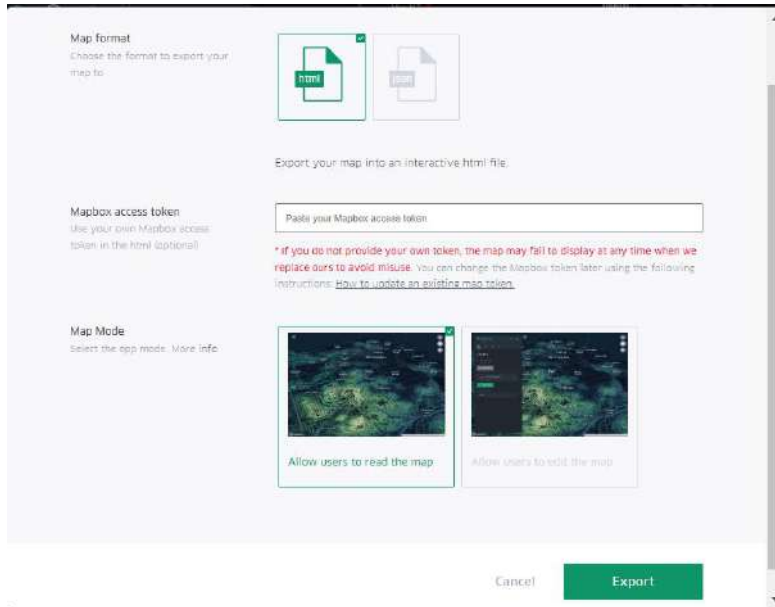 Map format
Choose the format to export your
map to
html
json
Export your map into an interactive html file.
Mapbox access token
Use your own Mapbox access
token in the html (optional)
Paste your Mapbox access token
* If you do not provide your own token, the map may fail to display at any time when we
replace ours to avoid misuse. You can change the Mapbox token later using the following
instructions: How to update an existing map token.
Map Mode
Select the app mode. More info
Allow users to read the map
Allow users to edit the map
Cancel
Export